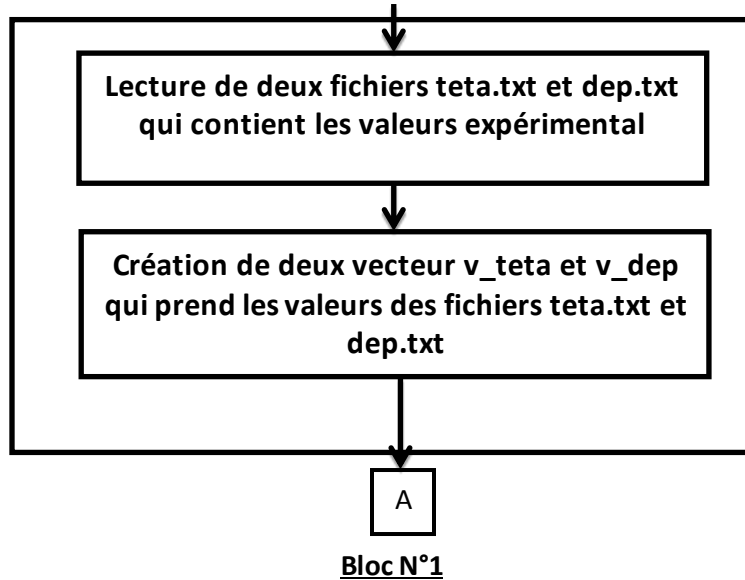 Lecture de deux fichiers teta.txt et dep.txt
qui contient les valeurs expérimental
Création de deux vecteur v_teta et v_dep
qui prend les valeurs des fichiers teta.txt et
dep.txt
A
Bloc N°1